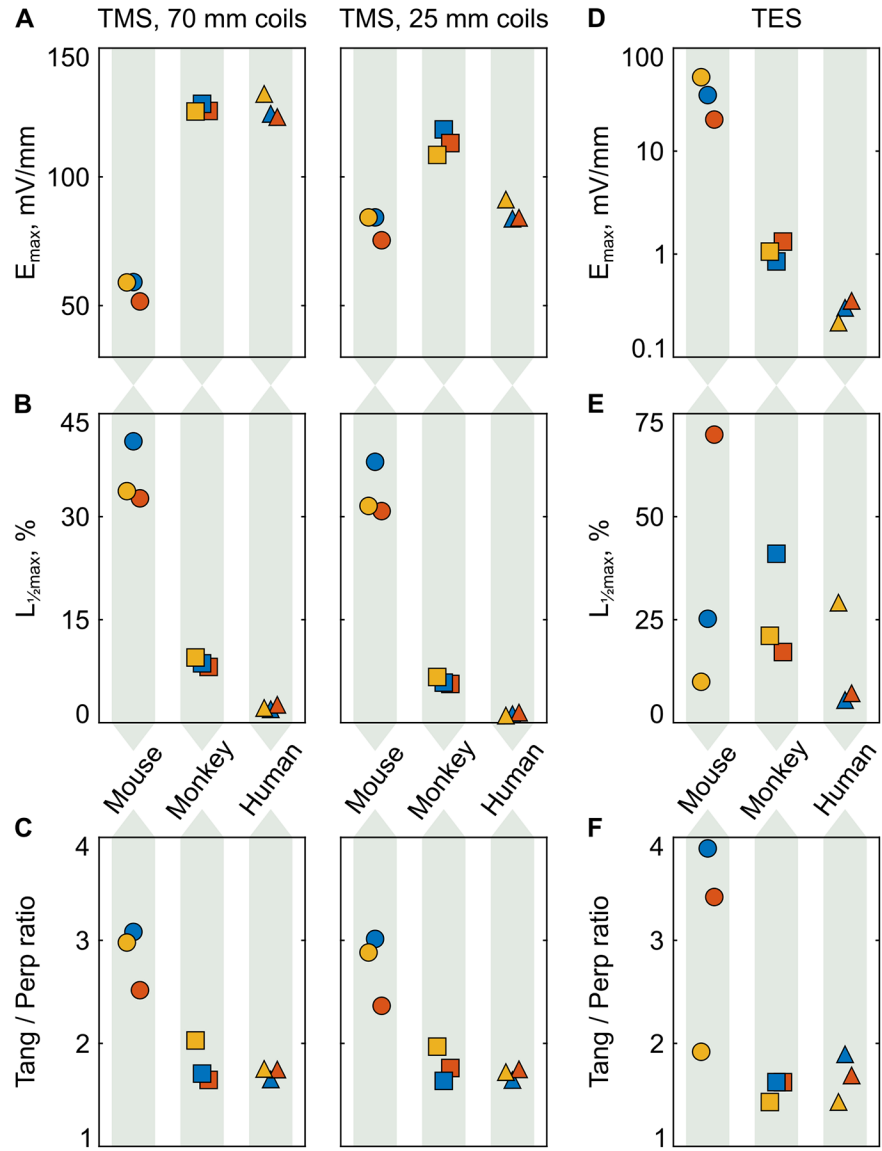 A TMS, 70 mm coils TMS, 25 mm coils D TES
Emax, mV/mm
150
100
50
Emax, mV/mm
100
10
1
0.1
B E
L½max, %
45
30
15
0
L½max, %
75
50
25
0
Mouse Monkey Human Mouse Monkey Human Mouse Monkey Human
C F
Tang / Perp ratio
4
3
2
1
Tang / Perp ratio
4
3
2
1